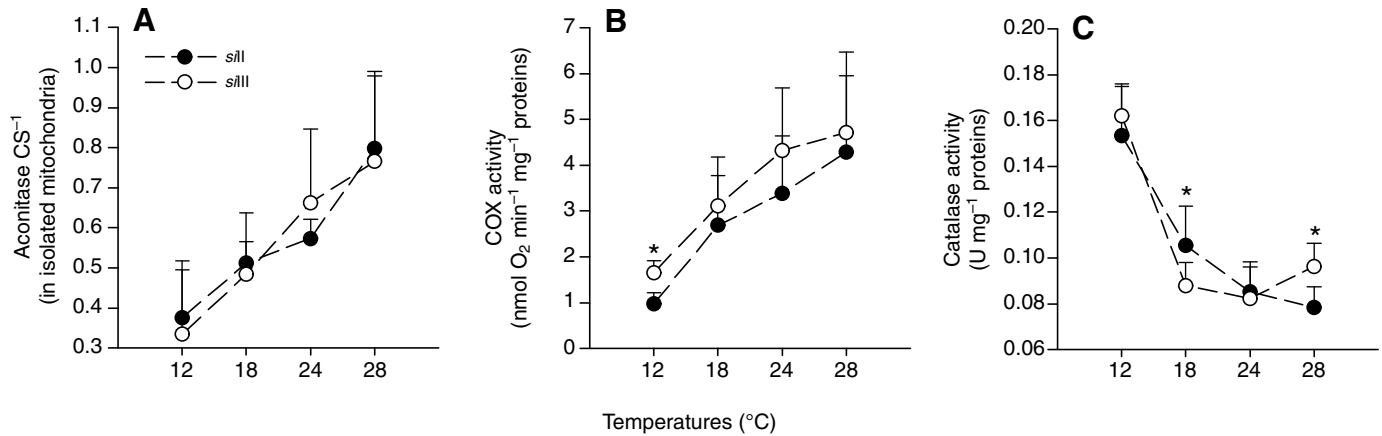 A
Aconitase CS⁻¹
(in isolated mitochondria)
1.1
1.0
0.9
0.8
0.7
0.6
0.5
0.4
0.3
siII
siIII
12 18 24 28
B
COX activity
(nmol O₂ min⁻¹ mg⁻¹ proteins)
7
6
5
4
3
2
1
0
*
12 18 24 28
C
Catalase activity
(U mg⁻¹ proteins)
0.20
0.18
0.16
0.14
0.12
0.10
0.08
0.06
*
*
12 18 24 28
Temperatures (°C)